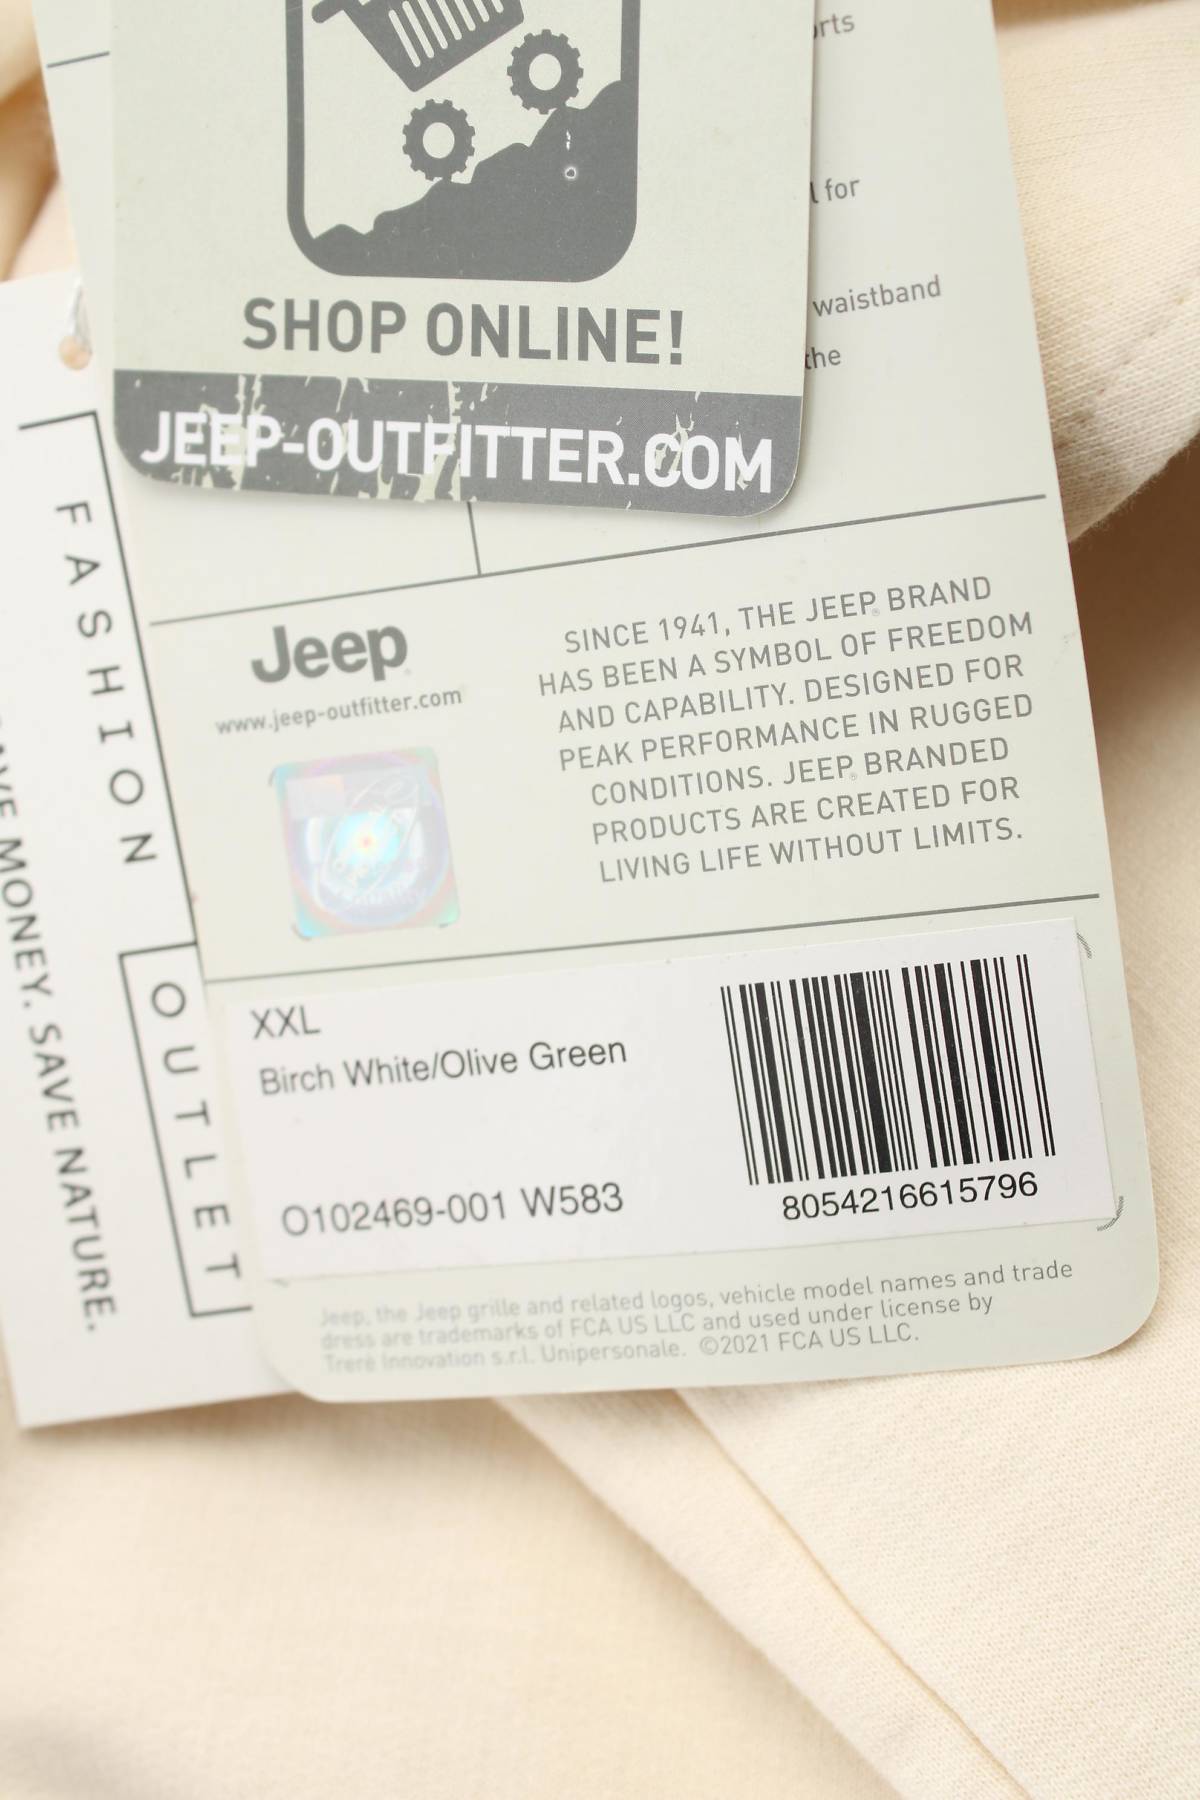 orts
l for
waistband
the
SHOP ONLINE!
JEEP-OUTFITTER.COM
FASHION
OUTLET
MONEY. SAVE NATURE.
Jeep
www.jeep-outfitter.com
SINCE 1941, THE JEEP® BRAND
HAS BEEN A SYMBOL OF FREEDOM
AND CAPABILITY. DESIGNED FOR
PEAK PERFORMANCE IN RUGGED
CONDITIONS. JEEP® BRANDED
PRODUCTS ARE CREATED FOR
LIVING LIFE WITHOUT LIMITS.
XXL
Birch White/Olive Green
O102469-001 W583
8054216615796
Jeep, the Jeep grille and related logos, vehicle model names and trade
dress are trademarks of FCA US LLC and used under license by
Trerè Innovation s.r.l. Unipersonale. ©2021 FCA US LLC.